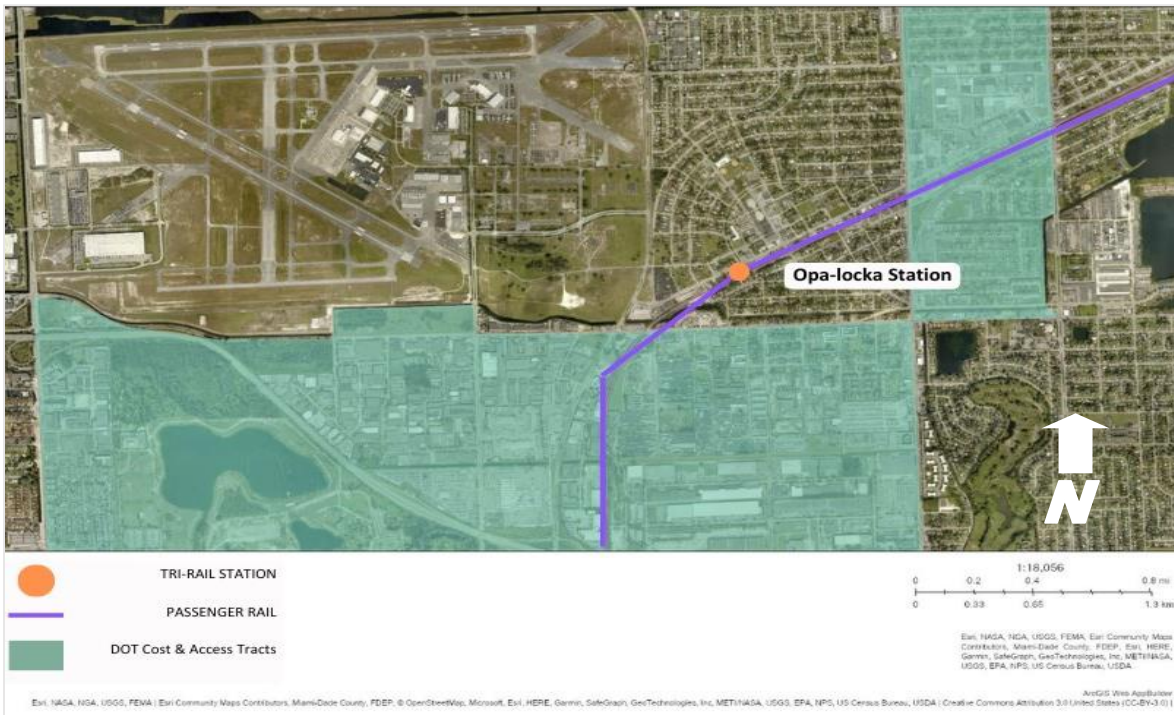 Opa-locka Station
N
TRI-RAIL STATION
PASSENGER RAIL
DOT Cost & Access Tracts
1:18,056
0 0.2 0.4 0.8 mi
0 0.33 0.65 1.3 km
Esri, NASA, NGA, USGS, FEMA, Esri Community Maps
Contributors, Miami-Dade County, FDEP, Esri, HERE,
Garmin, SafeGraph, GeoTechnologies, Inc, METI/NASA,
USGS, EPA, NPS, US Census Bureau, USDA
ArcGIS Web AppBuilder
Esri, NASA, NGA, USGS, FEMA | Esri Community Maps Contributors, Miami-Dade County, FDEP, © OpenStreetMap, Microsoft, Esri, HERE, Garmin, SafeGraph, GeoTechnologies, Inc, METI/NASA, USGS, EPA, NPS, US Census Bureau, USDA | Creative Commons Attribution 3.0 United States (CC-BY-3.0) |